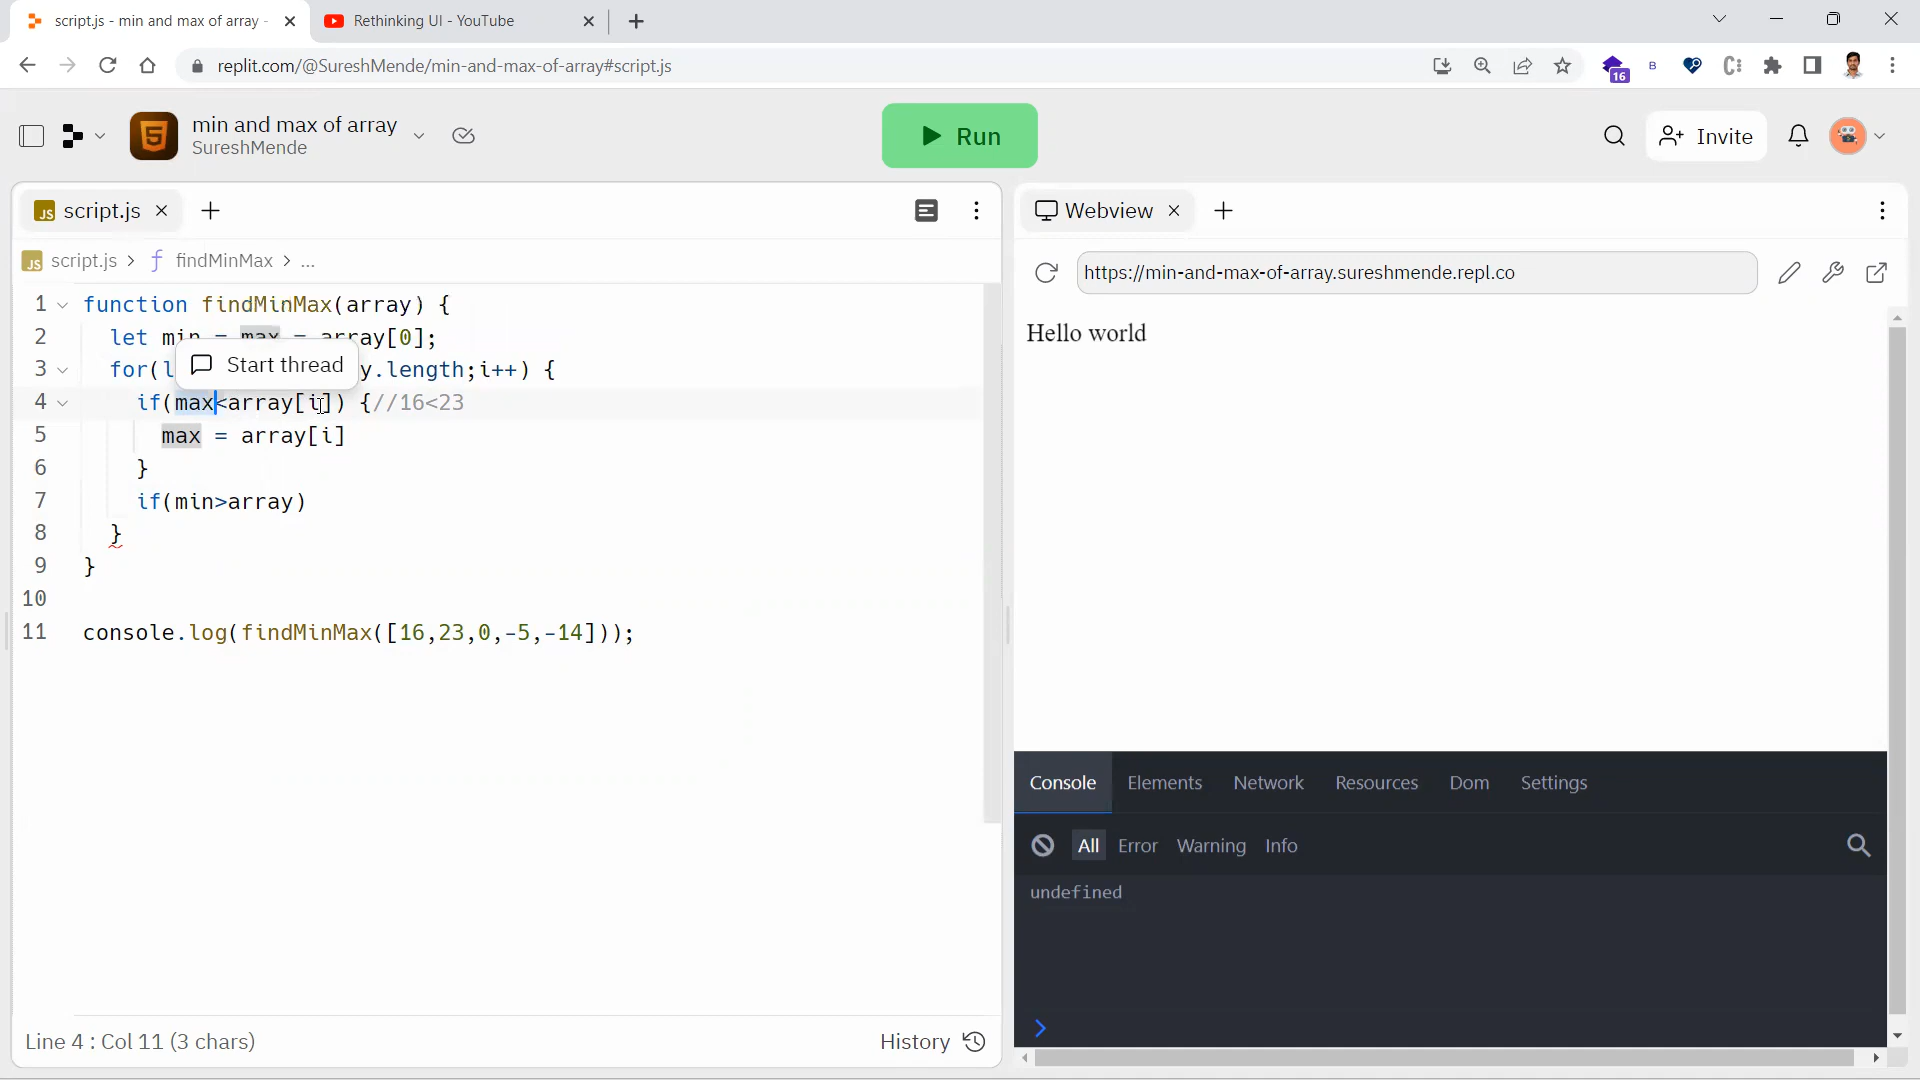 script.js - min and max of array -
Rethinking UI - YouTube
replit.com/@SureshMende/min-and-max-of-array#script.js
16
B
min and max of array
SureshMende
Run
Invite
JS script.js
Webview
JS script.js > f findMinMax > ...
https://min-and-max-of-array.sureshmende.repl.co
1 function findMinMax(array) {
2 let min = max = array[0];
Start thread
3 for(l y.length;i++) {
4 if(max<array[i]) {//16<23
5 max = array[i]
6 }
7 if(min>array)
8 }
9 }
10
11 console.log(findMinMax([16,23,0,-5,-14]));
Line 4 : Col 11 (3 chars)
History
Hello world
Console Elements Network Resources Dom Settings
All Error Warning Info
undefined